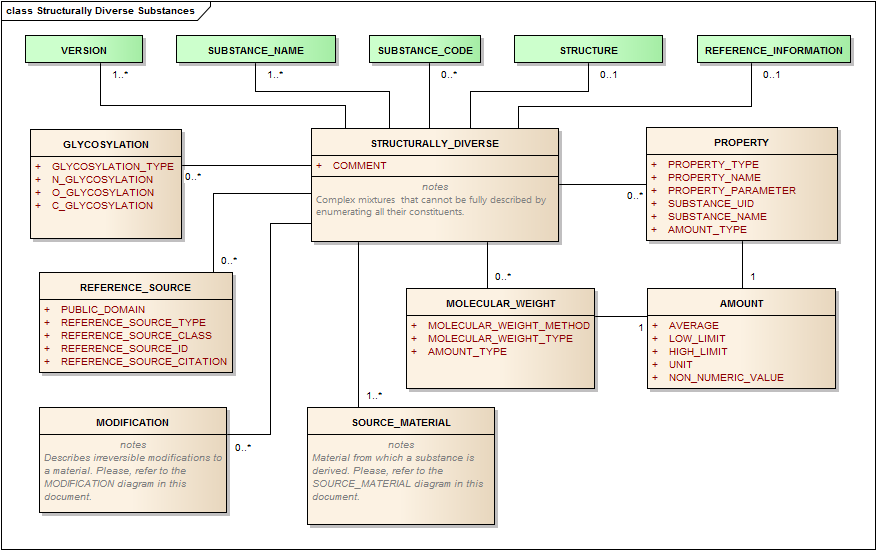 class Structurally Diverse Substances
VERSION
SUBSTANCE_NAME
SUBSTANCE_CODE
STRUCTURE
REFERENCE_INFORMATION
1..*
1..*
0..*
0..1
0..1
GLYCOSYLATION
+ GLYCOSYLATION_TYPE
+ N_GLYCOSYLATION
+ O_GLYCOSYLATION
+ C_GLYCOSYLATION
0..*
STRUCTURALLY_DIVERSE
+ COMMENT
notes
Complex mixtures that cannot be fully described by
enumerating all their constituents.
PROPERTY
+ PROPERTY_TYPE
+ PROPERTY_NAME
+ PROPERTY_PARAMETER
+ SUBSTANCE_UID
+ SUBSTANCE_NAME
+ AMOUNT_TYPE
0..*
0..*
0..*
1
REFERENCE_SOURCE
+ PUBLIC_DOMAIN
+ REFERENCE_SOURCE_TYPE
+ REFERENCE_SOURCE_CLASS
+ REFERENCE_SOURCE_ID
+ REFERENCE_SOURCE_CITATION
MOLECULAR_WEIGHT
+ MOLECULAR_WEIGHT_METHOD
+ MOLECULAR_WEIGHT_TYPE
+ AMOUNT_TYPE
1
AMOUNT
+ AVERAGE
+ LOW_LIMIT
+ HIGH_LIMIT
+ UNIT
+ NON_NUMERIC_VALUE
1..*
MODIFICATION
notes
Describes irreversible modifications to
a material. Please, refer to the
MODIFICATION diagram in this
document.
0..*
SOURCE_MATERIAL
notes
Material from which a substance is
derived. Please, refer to the
SOURCE_MATERIAL diagram in this
document.